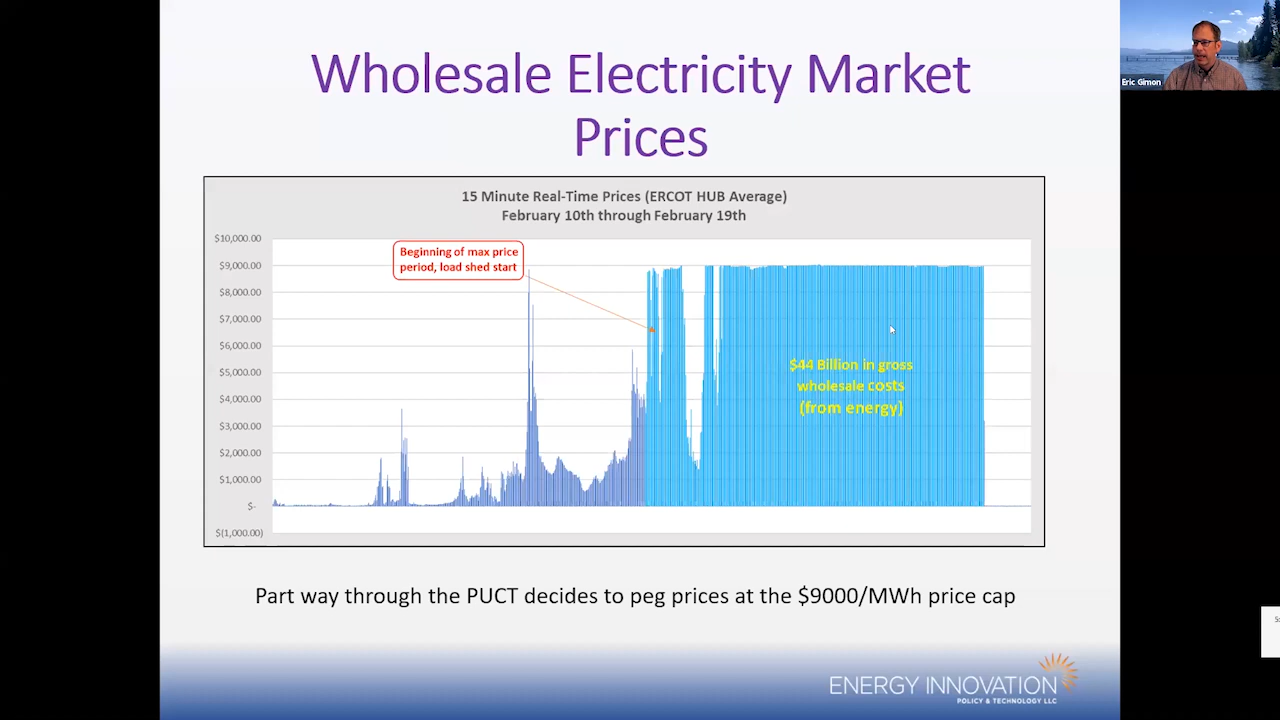 Wholesale Electricity Market
Prices
15 Minute Real-Time Prices (ERCOT HUB Average)
February 10th through February 19th
$10,000.00
$9,000.00
$8,000.00
$7,000.00
$6,000.00
$5,000.00
$4,000.00
$3,000.00
$2,000.00
$1,000.00
$-
$(1,000.00)
Beginning of max price
period, load shed start
$44 Billion in gross
wholesale costs
(from energy)
Part way through the PUCT decides to peg prices at the $9000/MWh price cap
ENERGY INNOVATION
POLICY & TECHNOLOGY LLC
Eric Gimon